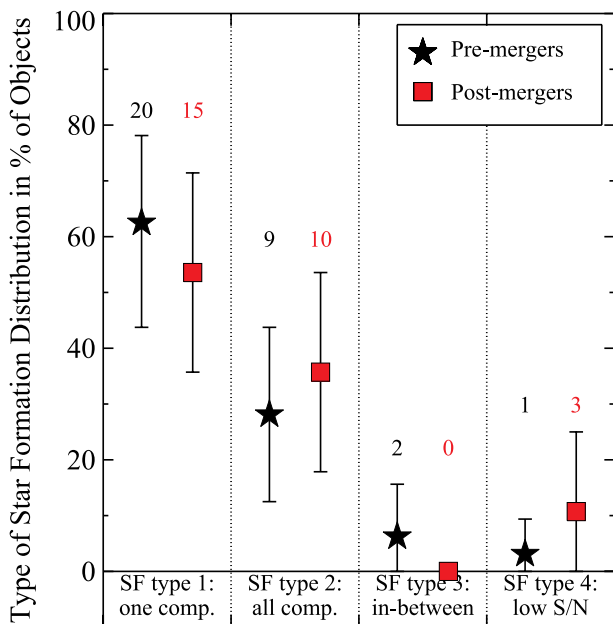 Type of Star Formation Distribution in % of Objects
100
80
60
40
20
0
Pre-mergers
Post-mergers
20 15
9 10
2 0
1 3
SF type 1: SF type 2: SF type 3: SF type 4:
one comp. all comp. in-between low S/N